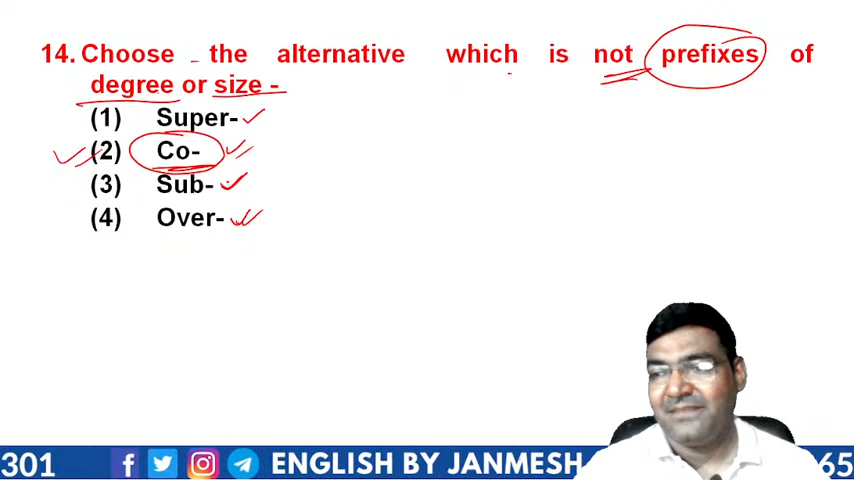 14. Choose the alternative which is not prefixes of
degree or size -
(1) Super-
(2) Co-
(3) Sub-
(4) Over-
301 ENGLISH BY JANMESH 65